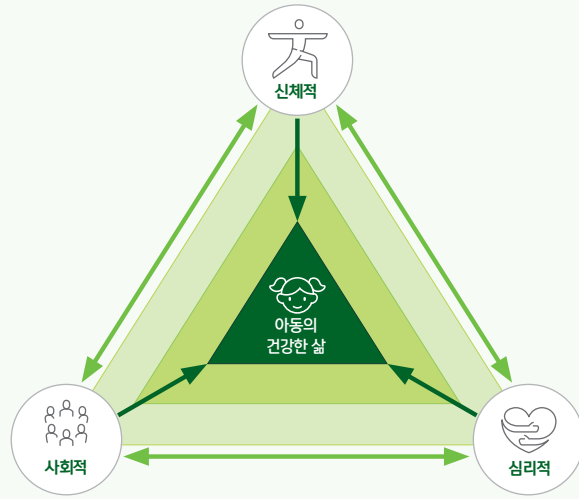 신체적
아동의
건강한 삶
사회적
심리적